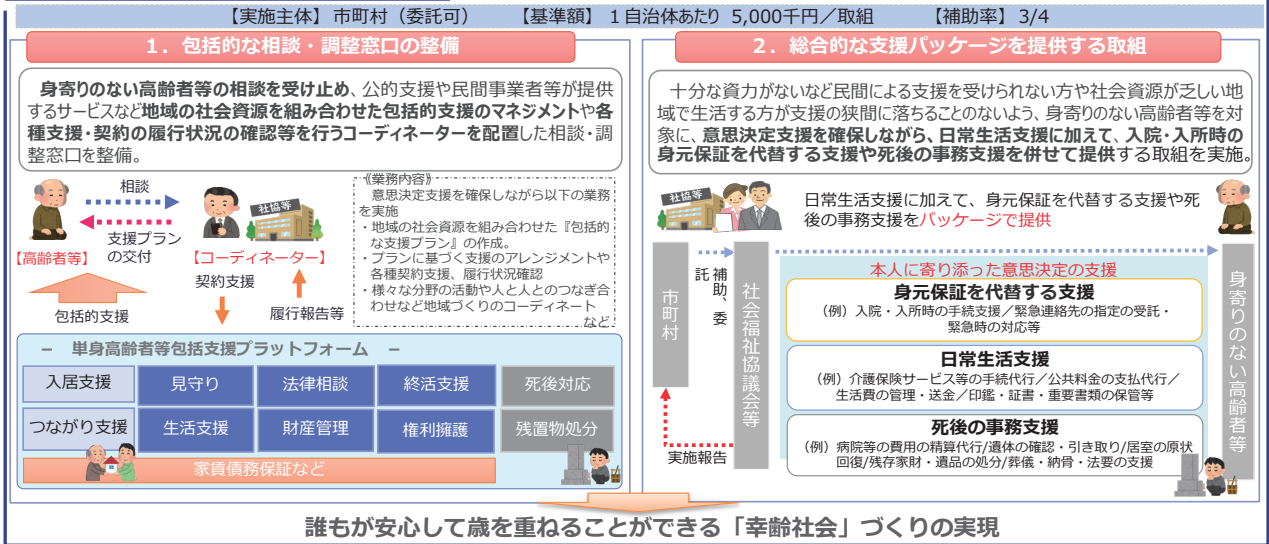 【実施主体】市町村（委託可）　【基準額】１自治体あたり 5,000千円／取組　【補助率】3/4
１．包括的な相談・調整窓口の整備
身寄りのない高齢者等の相談を受け止め、公的支援や民間事業者等が提供
するサービスなど地域の社会資源を組み合わせた包括的支援のマネジメントや各
種支援・契約の履行状況の確認等を行うコーディネーターを配置した相談・調
整窓口を整備。
相談
支援プラン
の交付
【高齢者等】
社協等
【コーディネーター】
契約支援
履行報告等
包括的支援
《業務内容》
意思決定支援を確保しながら以下の業務
を実施
・地域の社会資源を組み合わせた『包括的
な支援プラン』の作成。
・プランに基づく支援のアレンジメントや
各種契約支援、履行状況確認
・様々な分野の活動や人と人とのつなぎ合
わせなど地域づくりのコーディネート
など
－　単身高齢者等包括支援プラットフォーム　－
入居支援　見守り　法律相談　終活支援　死後対応
つながり支援　生活支援　財産管理　権利擁護　残置物処分
家賃債務保証など
２．総合的な支援パッケージを提供する取組
十分な資力がないなど民間による支援を受けられない方や社会資源が乏しい地
域で生活する方が支援の狭間に落ちることのないよう、身寄りのない高齢者等を対
象に、意思決定支援を確保しながら、日常生活支援に加えて、入院・入所時の
身元保証を代替する支援や死後の事務支援を併せて提供する取組を実施。
社協等
日常生活支援に加えて、身元保証を代替する支援や死
後の事務支援をパッケージで提供
市町村
補助、委
託
実施報告
社会福祉協議会等
本人に寄り添った意思決定の支援
身元保証を代替する支援
（例）入院・入所時の手続支援／緊急連絡先の指定の受託・
緊急時の対応等
日常生活支援
（例）介護保険サービス等の手続代行／公共料金の支払代行／
生活費の管理・送金／印鑑・証書・重要書類の保管等
死後の事務支援
（例）病院等の費用の精算代行/遺体の確認・引き取り/居室の原状
回復/残存家財・遺品の処分/葬儀・納骨・法要の支援
身寄りのない高齢者等
誰もが安心して歳を重ねることができる「幸齢社会」づくりの実現